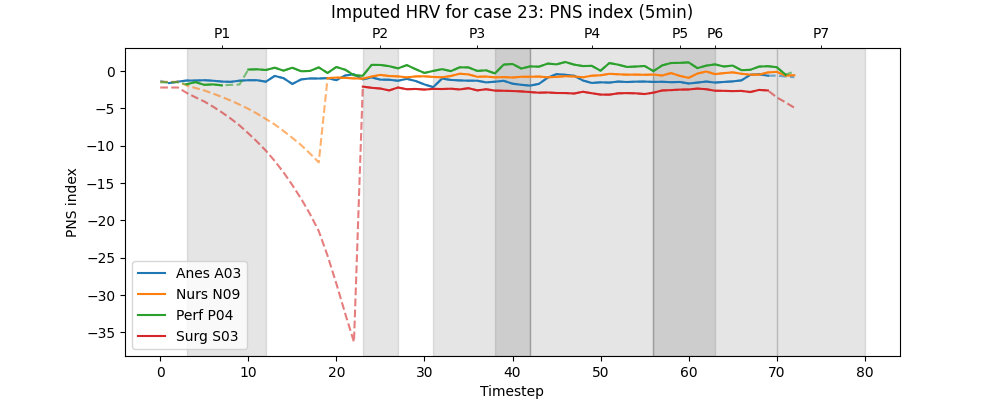 Imputed HRV for case 23: PNS index (5min)
P1 P2 P3 P4 P5 P6 P7
PNS index
0
−5
−10
−15
−20
−25
−30
−35
Anes A03
Nurs N09
Perf P04
Surg S03
0 10 20 30 40 50 60 70 80
Timestep